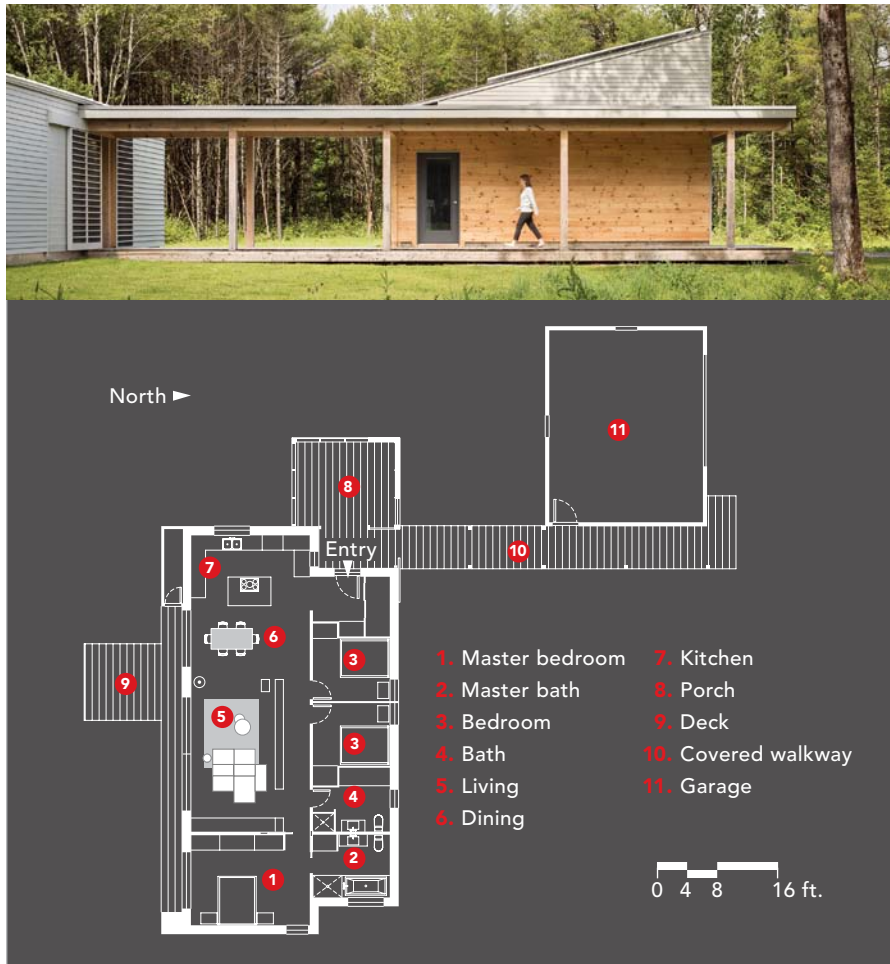 North
11
8
10
Entry
7
6
3
9
5
3
4
2
1
1. Master bedroom
2. Master bath
3. Bedroom
4. Bath
5. Living
6. Dining
7. Kitchen
8. Porch
9. Deck
10. Covered walkway
11. Garage
0 4 8 16 ft.